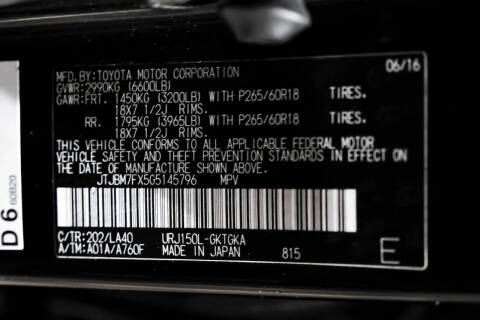 06/16
MFD.BY:TOYOTA MOTOR CORPORATION
GVWR:2990KG (6600LB)
GAWR:FRT. 1450KG (3200LB) WITH P265/60R18 TIRES.
18X7 1/2J RIMS.
RR. 1795KG (3965LB) WITH P265/60R18 TIRES.
18X7 1/2J RIMS.
THIS VEHICLE CONFORMS TO ALL APPLICABLE FEDERAL MOTOR
VEHICLE SAFETY AND THEFT PREVENTION STANDARDS IN EFFECT ON
THE DATE OF MANUFACTURE SHOWN ABOVE.
JTJBM7FX5G5145796 MPV
C/TR:202/LA40 URJ150L-GKTGKA
A/TM:A01A/A760F MADE IN JAPAN 815
E
D6
60B20